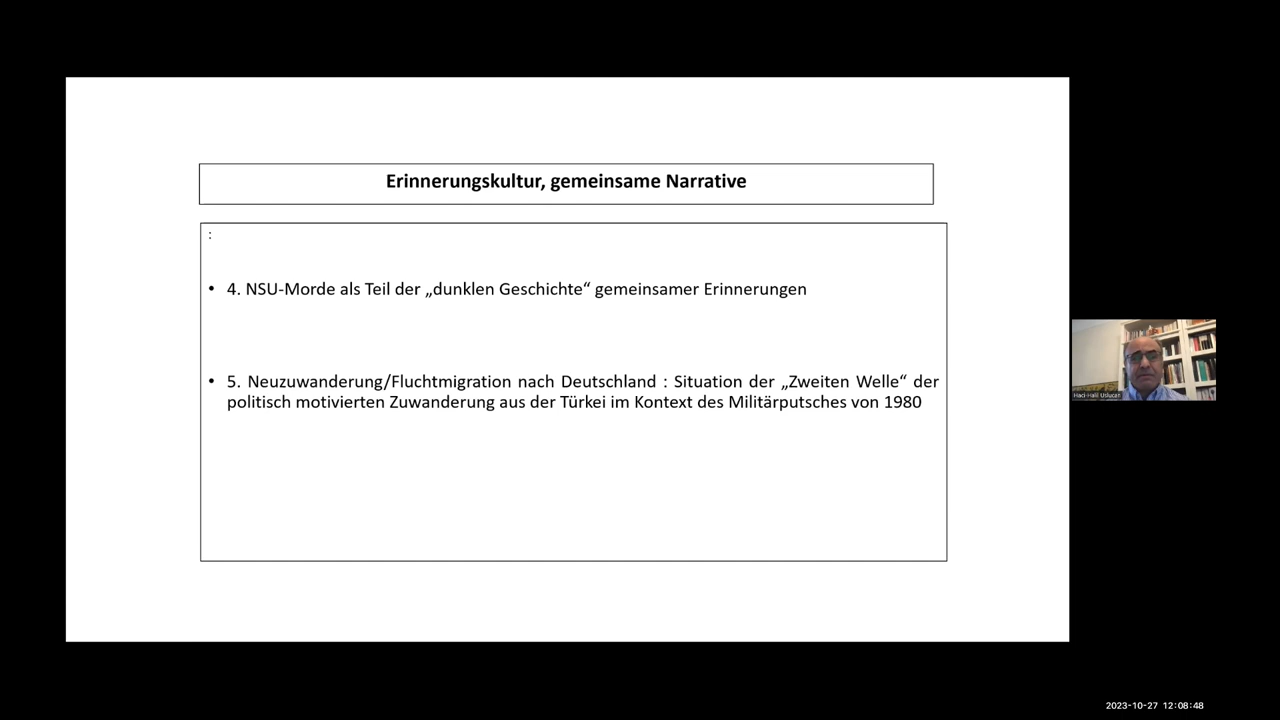 Erinnerungskultur, gemeinsame Narrative
:
• 4. NSU-Morde als Teil der „dunklen Geschichte“ gemeinsamer Erinnerungen
• 5. Neuzuwanderung/Fluchtmigration nach Deutschland : Situation der „Zweiten Welle“ der
politisch motivierten Zuwanderung aus der Türkei im Kontext des Militärputsches von 1980
Haci-Halil Uslucan
2023-10-27 12:08:48